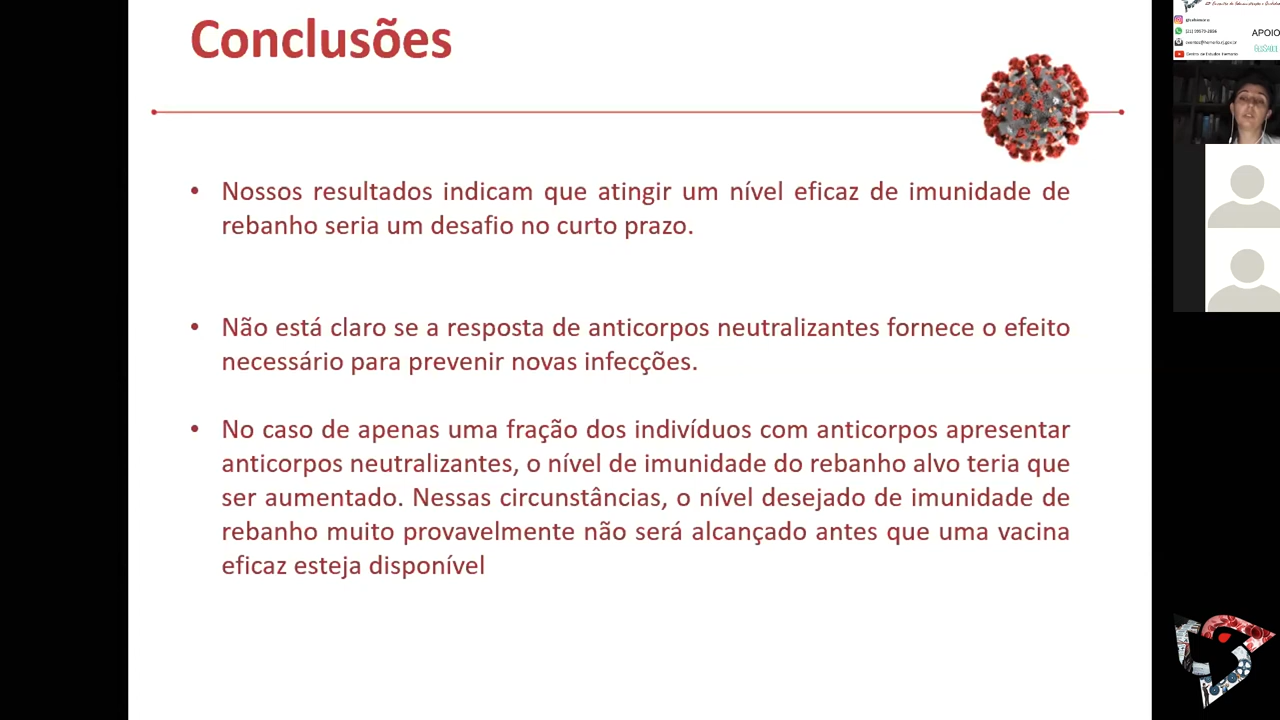 Conclusões
• Nossos resultados indicam que atingir um nível eficaz de imunidade de
rebanho seria um desafio no curto prazo.
• Não está claro se a resposta de anticorpos neutralizantes fornece o efeito
necessário para prevenir novas infecções.
• No caso de apenas uma fração dos indivíduos com anticorpos apresentar
anticorpos neutralizantes, o nível de imunidade do rebanho alvo teria que
ser aumentado. Nessas circunstâncias, o nível desejado de imunidade de
rebanho muito provavelmente não será alcançado antes que uma vacina
eficaz esteja disponível
APOIO